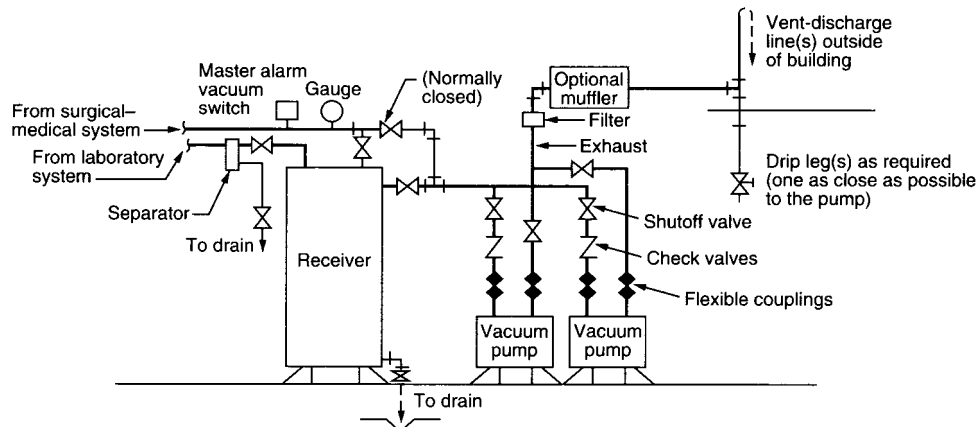 Vent-discharge
line(s) outside
of building
Master alarm
vacuum
switch
Gauge
(Normally
closed)
Optional
muffler
From surgical–
medical system
Filter
From laboratory
system
Exhaust
Separator
Drip leg(s) as required
(one as close as possible
to the pump)
To drain
Receiver
Shutoff valve
Check valves
Flexible couplings
Vacuum
pump
Vacuum
pump
To drain